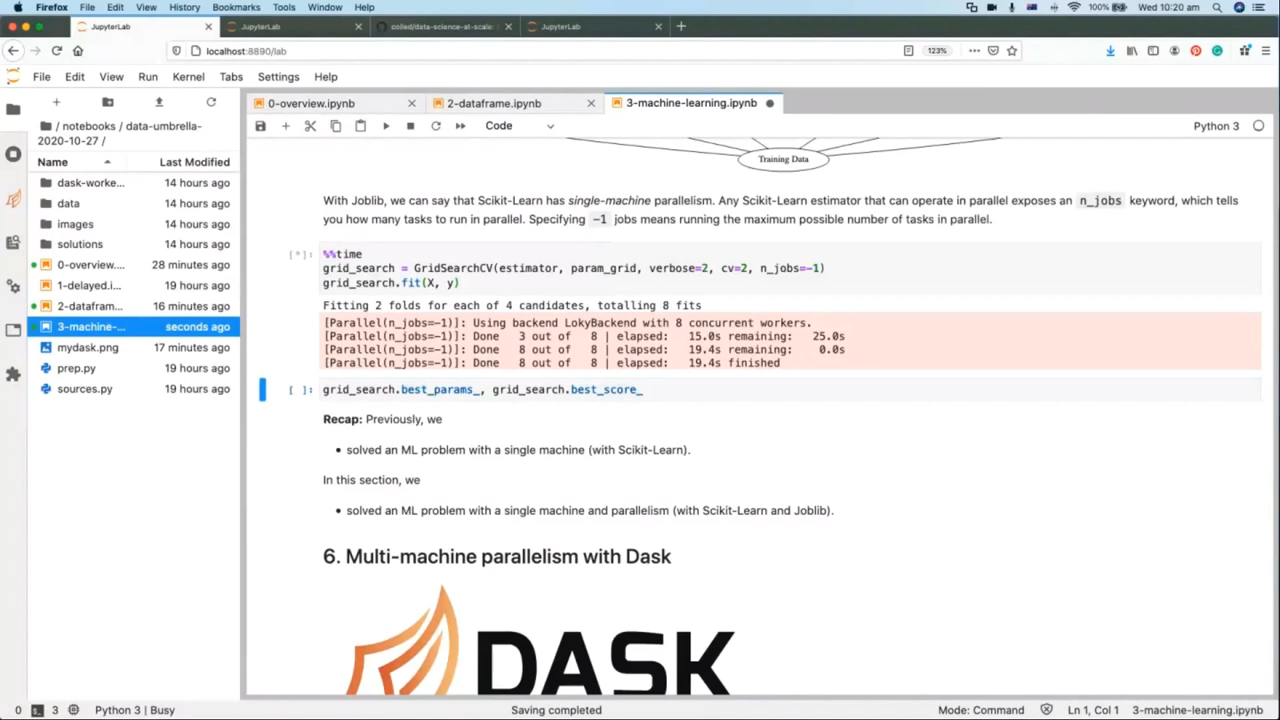 Firefox File Edit View History Bookmarks Tools Window Help 100% Wed 10:20 am
JupyterLab JupyterLab coiled/data-science-at-scale: JupyterLab
localhost:8890/lab 123%
File Edit View Run Kernel Tabs Settings Help
0-overview.ipynb 2-dataframe.ipynb 3-machine-learning.ipynb
Code Python 3
/ notebooks / data-umbrella-
2020-10-27 /
Name Last Modified
dask-worke... 14 hours ago
data 14 hours ago
images 14 hours ago
solutions 14 hours ago
0-overview.... 28 minutes ago
1-delayed.i... 19 hours ago
2-datafram... 16 minutes ago
3-machine-... seconds ago
mydask.png 17 minutes ago
prep.py 19 hours ago
sources.py 19 hours ago
Training Data
With Joblib, we can say that Scikit-Learn has single-machine parallelism. Any Scikit-Learn estimator that can operate in parallel exposes an n_jobs keyword, which tells
you how many tasks to run in parallel. Specifying -1 jobs means running the maximum possible number of tasks in parallel.
[*]: %%time
grid_search = GridSearchCV(estimator, param_grid, verbose=2, cv=2, n_jobs=-1)
grid_search.fit(X, y)
Fitting 2 folds for each of 4 candidates, totalling 8 fits
[Parallel(n_jobs=-1)]: Using backend LokyBackend with 8 concurrent workers.
[Parallel(n_jobs=-1)]: Done 3 out of 8 | elapsed: 15.0s remaining: 25.0s
[Parallel(n_jobs=-1)]: Done 8 out of 8 | elapsed: 19.4s remaining: 0.0s
[Parallel(n_jobs=-1)]: Done 8 out of 8 | elapsed: 19.4s finished
[ ]: grid_search.best_params_, grid_search.best_score_
Recap: Previously, we
• solved an ML problem with a single machine (with Scikit-Learn).
In this section, we
• solved an ML problem with a single machine and parallelism (with Scikit-Learn and Joblib).
6. Multi-machine parallelism with Dask
DASK
0 3 Python 3 | Busy Saving completed Mode: Command Ln 1, Col 1 3-machine-learning.ipynb